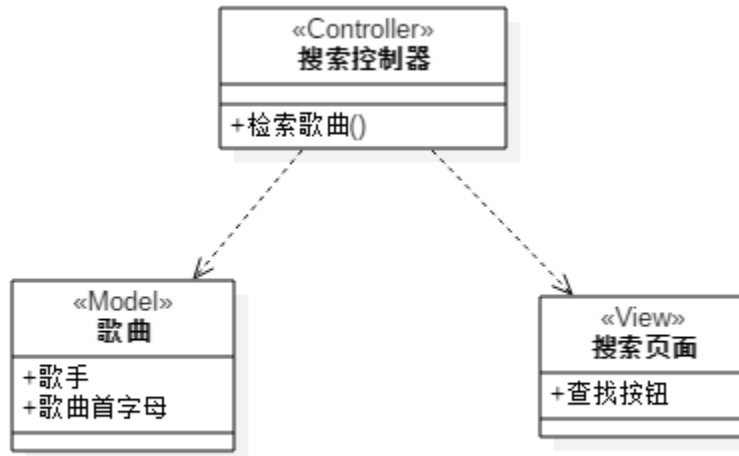 «Controller»
搜索控制器
+检索歌曲()
«Model»
歌曲
+歌手
+歌曲首字母
«View»
搜索页面
+查找按钮